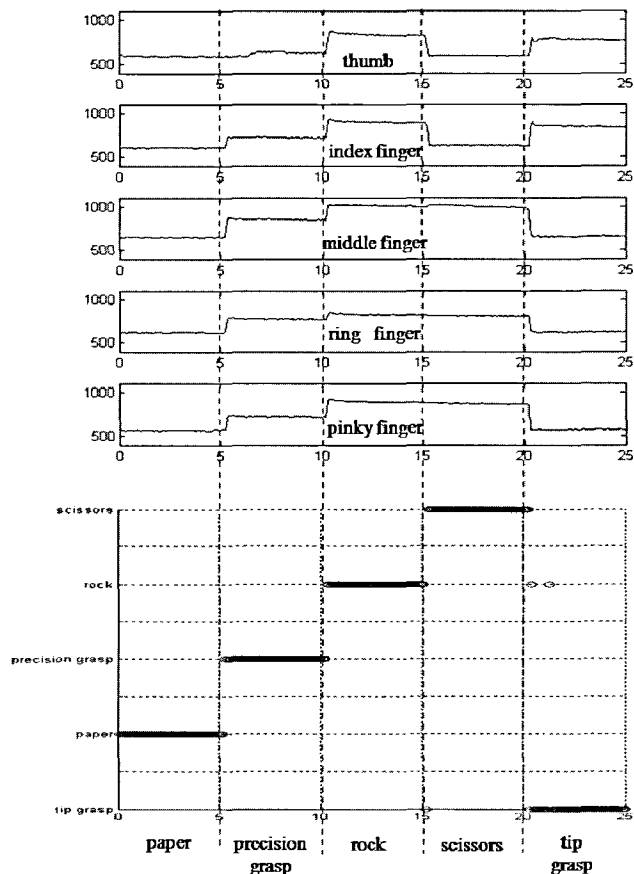 1000
500
thumb
0 5 10 15 20 25
1000
500
index finger
0 5 10 15 20 25
1000
500
middle finger
0 5 10 15 20 25
1000
500
ring finger
0 5 10 15 20 25
1000
500
pinky finger
0 5 10 15 20 25
scissors
rock
precision grasp
paper
tip grasp
0 5 10 15 20 25
paper precision rock scissors tip
grasp grasp